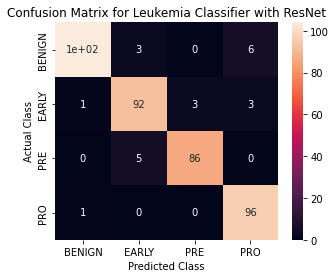 Confusion Matrix for Leukemia Classifier with ResNet
Actual Class
BENIGN 1e+02 3 0 6
EARLY 1 92 3 3
PRE 0 5 86 0
PRO 1 0 0 96
BENIGN EARLY PRE PRO
Predicted Class
100
80
60
40
20
0